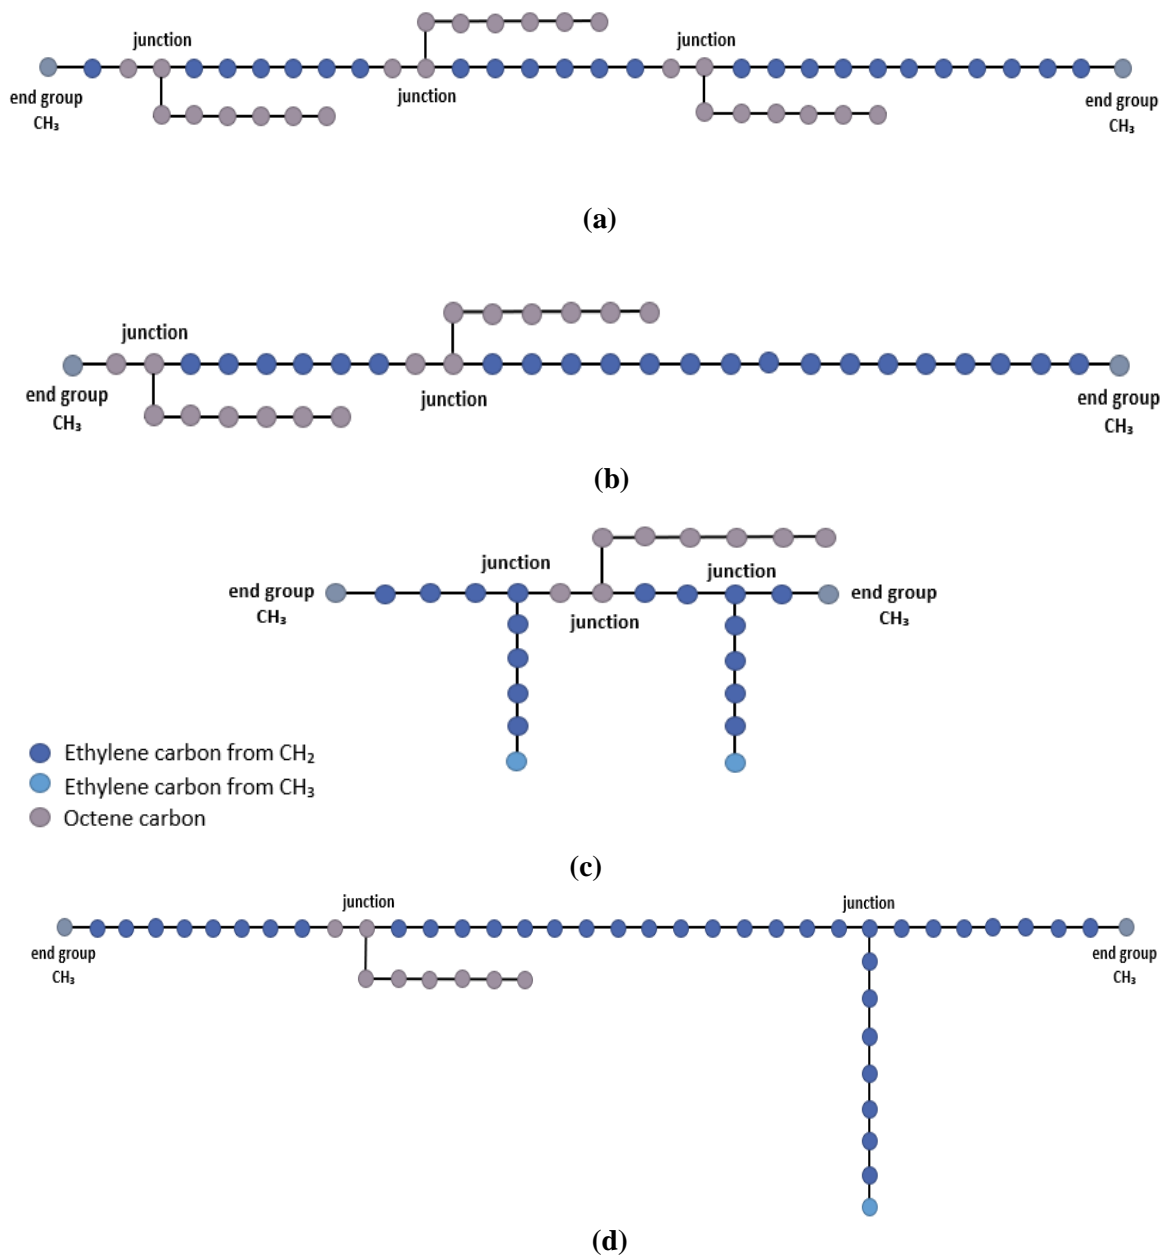 junction
junction
end group
CH₃
junction
end group
CH₃
(a)
junction
end group
CH₃
junction
end group
CH₃
(b)
junction
junction
end group
CH₃
end group
CH₃
junction
Ethylene carbon from CH₂
Ethylene carbon from CH₃
Octene carbon
(c)
junction
junction
end group
CH₃
end group
CH₃
(d)